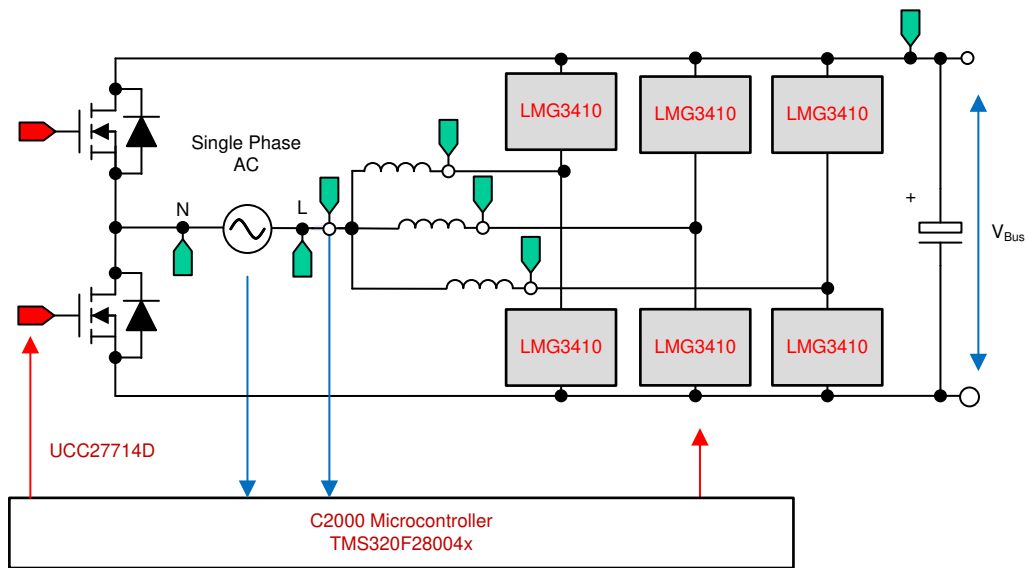 LMG3410
LMG3410
LMG3410
Single Phase
AC
N
L
+
V_Bus
LMG3410
LMG3410
LMG3410
UCC27714D
C2000 Microcontroller
TMS320F28004x